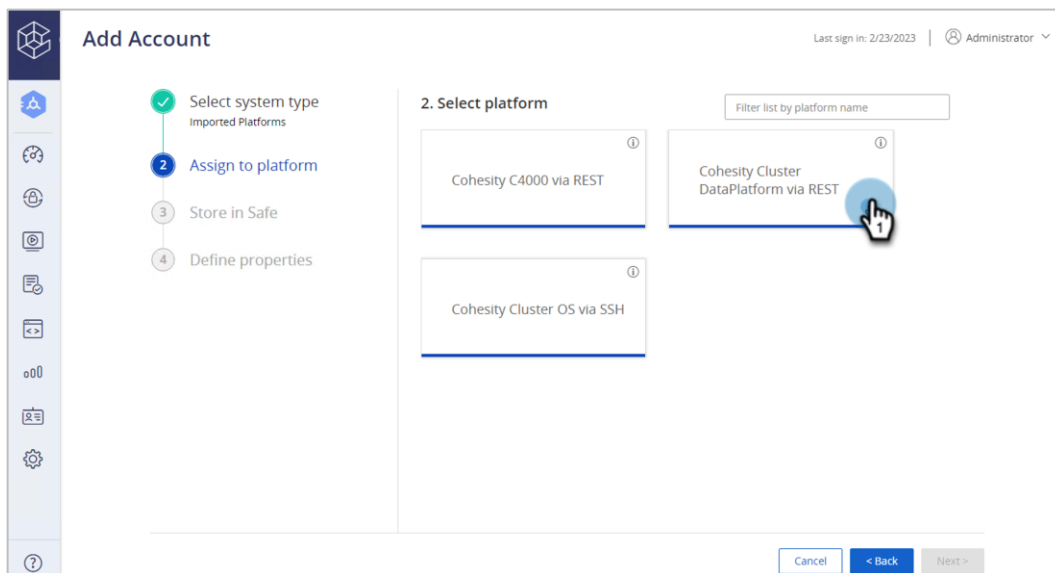 Add Account
Last sign in: 2/23/2023
Administrator
Select system type
Imported Platforms
2
Assign to platform
3
Store in Safe
4
Define properties
2. Select platform
Filter list by platform name
Cohesity C4000 via REST
Cohesity Cluster
DataPlatform via REST
1
Cohesity Cluster OS via SSH
Cancel
< Back
Next >